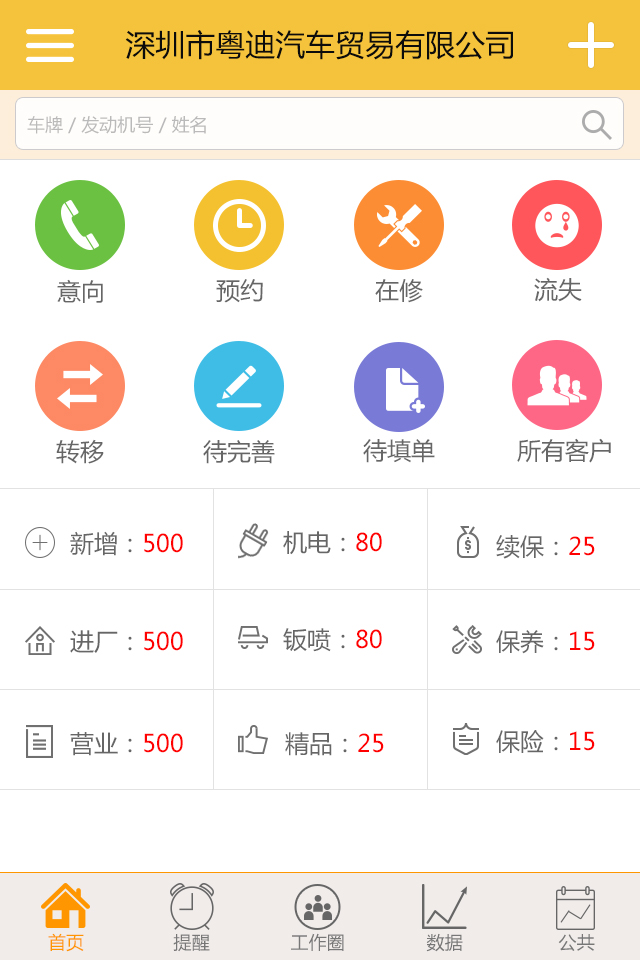 深圳市粤迪汽车贸易有限公司
车牌 / 发动机号 / 姓名
意向 预约 在修 流失
转移 待完善 待填单 所有客户
新增：500 机电：80 续保：25
进厂：500 钣喷：80 保养：15
营业：500 精品：25 保险：15
首页 提醒 工作圈 数据 公共